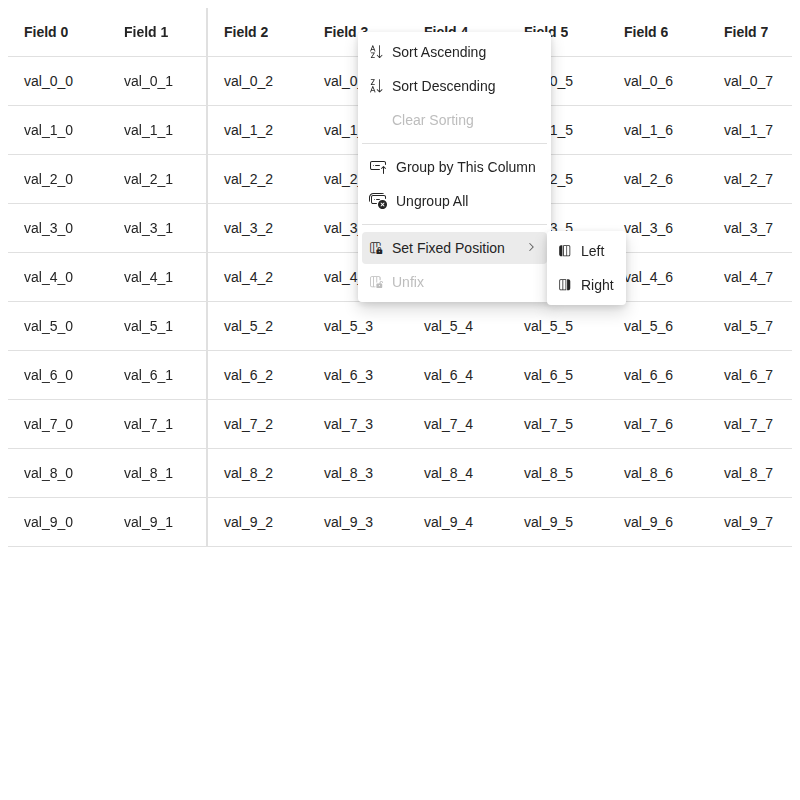 Field 0 Field 1 Field 2 Field 3 Field 4 Field 5 Field 6 Field 7
val_0_0 val_0_1 val_0_2 val_0_6 val_0_7
val_1_0 val_1_1 val_1_2 val_1_6 val_1_7
val_2_0 val_2_1 val_2_2 val_2_6 val_2_7
val_3_0 val_3_1 val_3_2 val_3_6 val_3_7
val_4_0 val_4_1 val_4_2 val_4_6 val_4_7
val_5_0 val_5_1 val_5_2 val_5_3 val_5_4 val_5_5 val_5_6 val_5_7
val_6_0 val_6_1 val_6_2 val_6_3 val_6_4 val_6_5 val_6_6 val_6_7
val_7_0 val_7_1 val_7_2 val_7_3 val_7_4 val_7_5 val_7_6 val_7_7
val_8_0 val_8_1 val_8_2 val_8_3 val_8_4 val_8_5 val_8_6 val_8_7
val_9_0 val_9_1 val_9_2 val_9_3 val_9_4 val_9_5 val_9_6 val_9_7
Sort Ascending
Sort Descending
Clear Sorting
Group by This Column
Ungroup All
Set Fixed Position
Unfix
Left
Right